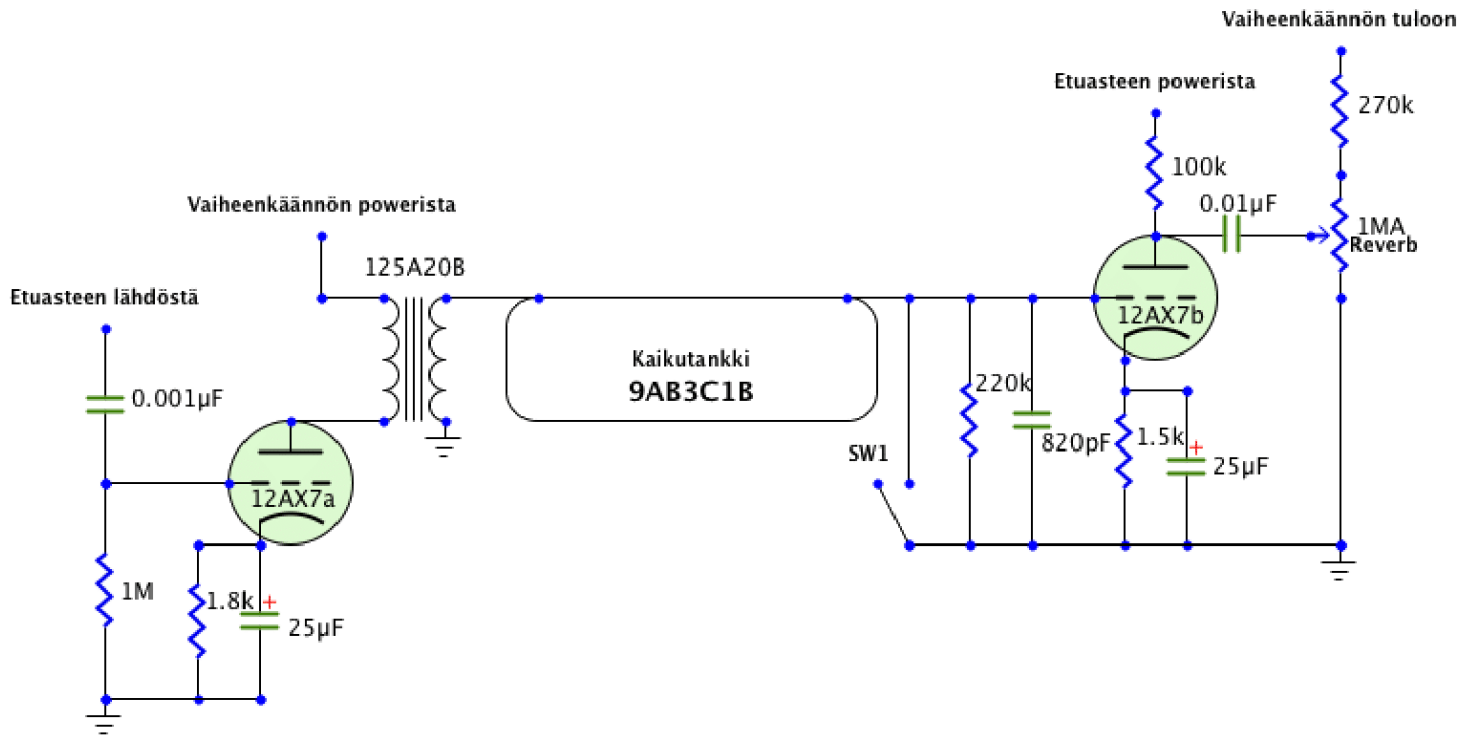 Vaiheenkäännön tuloon
Etuasteen powerista
270k
100k
Vaiheenkäännön powerista
0.01µF
1MA
Reverb
125A20B
Etuasteen lähdöstä
12AX7b
Kaikutankki
9AB3C1B
0.001µF
220k
820pF
1.5k
+
25µF
SW1
12AX7a
1M
1.8k
+
25µF